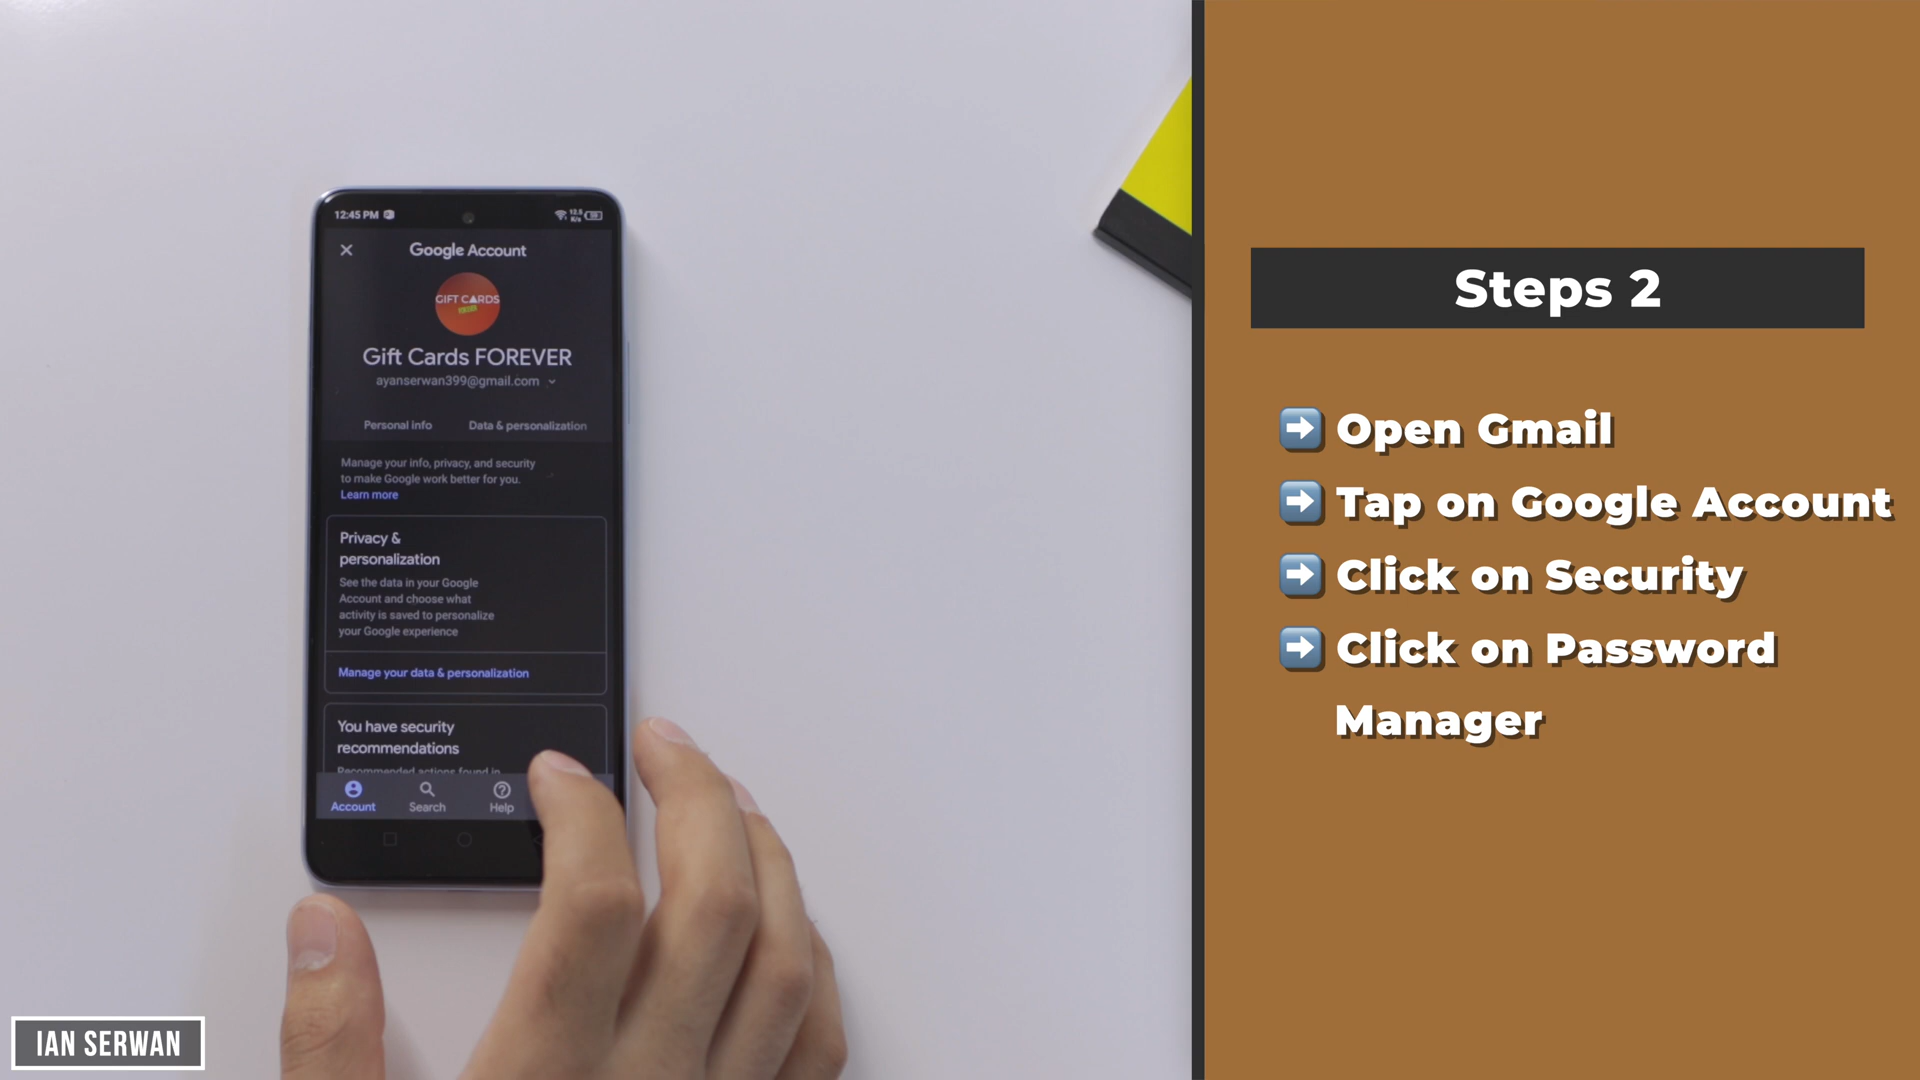 12:45 PM
Google Account
GIFT CARDS
Gift Cards FOREVER
ayanserwan399@gmail.com
Personal info
Data & personalization
Manage your info, privacy, and security
to make Google work better for you.
Learn more
Privacy &
personalization
See the data in your Google
Account and choose what
activity is saved to personalize
your Google experience
Manage your data & personalization
You have security
recommendations
Recommended actions found in
Account
Search
Help
IAN SERWAN
Steps 2
Open Gmail
Tap on Google Account
Click on Security
Click on Password
Manager